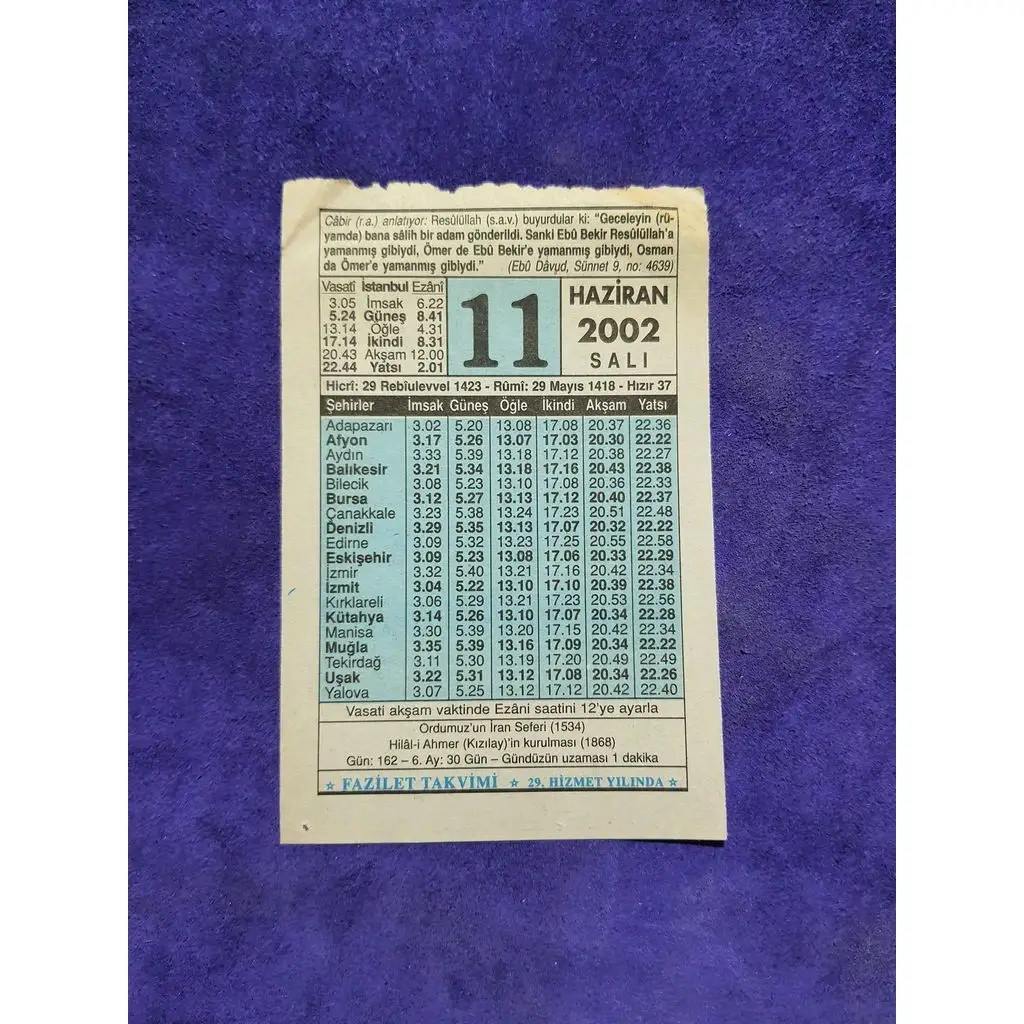 Câbir (r.a.) anlatıyor: Resûlüllah (s.a.v.) buyurdular ki: "Geceleyin (rü-
yamda) bana sâlih bir adam gönderildi. Sanki Ebû Bekir Resûlüllah'a
yamanmış gibiydi, Ömer de Ebû Bekir'e yamanmış gibiydi, Osman
da Ömer'e yamanmış gibiydi." (Ebû Dâvud, Sünnet 9, no: 4639)
Vasatî İstanbul Ezânî
3.05 İmsak 6.22
5.24 Güneş 8.41
13.14 Öğle 4.31
17.14 İkindi 8.31
20.43 Akşam 12.00
22.44 Yatsı 2.01
11
HAZİRAN
2002
SALI
Hicrî: 29 Rebîulevvel 1423 - Rûmî: 29 Mayıs 1418 - Hızır 37
Şehirler İmsak Güneş Öğle İkindi Akşam Yatsı
Adapazarı 3.02 5.20 13.08 17.08 20.37 22.36
Afyon 3.17 5.26 13.07 17.03 20.30 22.22
Aydın 3.33 5.39 13.18 17.12 20.38 22.27
Balıkesir 3.21 5.34 13.18 17.16 20.43 22.38
Bilecik 3.08 5.23 13.10 17.08 20.36 22.33
Bursa 3.12 5.27 13.13 17.12 20.40 22.37
Çanakkale 3.23 5.38 13.24 17.23 20.51 22.48
Denizli 3.29 5.35 13.13 17.07 20.32 22.22
Edirne 3.09 5.32 13.23 17.25 20.55 22.58
Eskişehir 3.09 5.23 13.08 17.06 20.33 22.29
İzmir 3.32 5.40 13.21 17.16 20.42 22.34
İzmit 3.04 5.22 13.10 17.10 20.39 22.38
Kırklareli 3.06 5.29 13.21 17.23 20.53 22.56
Kütahya 3.14 5.26 13.10 17.07 20.34 22.28
Manisa 3.30 5.39 13.20 17.15 20.42 22.34
Muğla 3.35 5.39 13.16 17.09 20.34 22.22
Tekirdağ 3.11 5.30 13.19 17.20 20.49 22.49
Uşak 3.22 5.31 13.12 17.08 20.34 22.26
Yalova 3.07 5.25 13.12 17.12 20.42 22.40
Vasati akşam vaktinde Ezâni saatini 12'ye ayarla
Ordumuz'un İran Seferi (1534)
Hilâl-i Ahmer (Kızılay)'in kurulması (1868)
Gün: 162 – 6. Ay: 30 Gün – Gündüzün uzaması 1 dakika
☆ FAZİLET TAKVİMİ ☆ 29. HİZMET YILINDA ☆